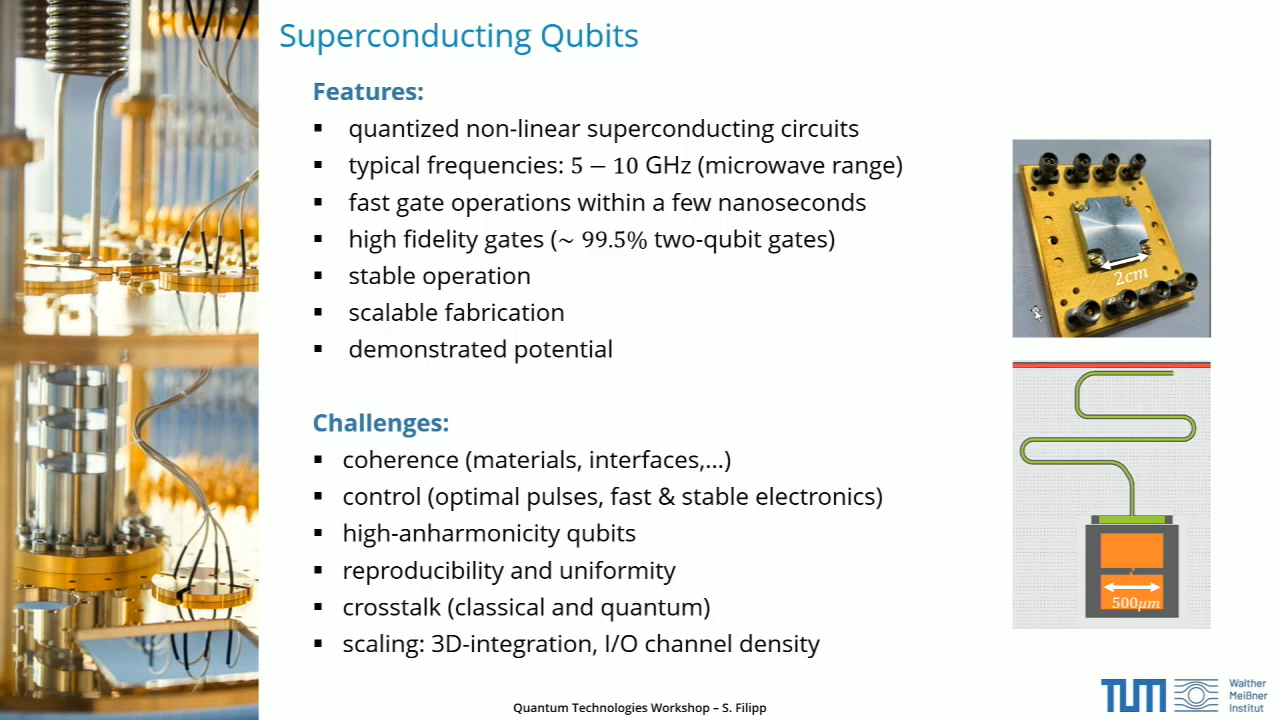 Superconducting Qubits
Features:
▪ quantized non-linear superconducting circuits
▪ typical frequencies: 5 – 10 GHz (microwave range)
▪ fast gate operations within a few nanoseconds
▪ high fidelity gates (~ 99.5% two-qubit gates)
▪ stable operation
▪ scalable fabrication
▪ demonstrated potential
2cm
Challenges:
▪ coherence (materials, interfaces,...)
▪ control (optimal pulses, fast & stable electronics)
▪ high-anharmonicity qubits
▪ reproducibility and uniformity
▪ crosstalk (classical and quantum)
▪ scaling: 3D-integration, I/O channel density
500μm
Quantum Technologies Workshop – S. Filipp
TUM
Walther
Meißner
Institut